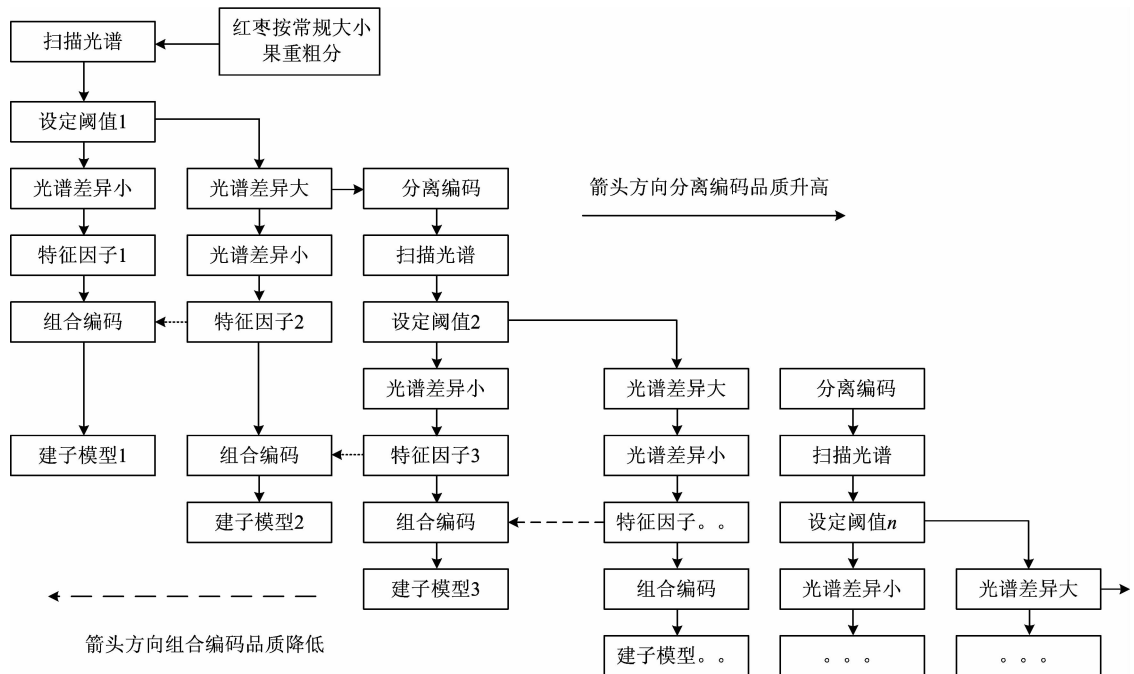 红枣按常规大小
果重粗分
扫描光谱
设定阈值1
光谱差异小
光谱差异大
分离编码
箭头方向分离编码品质升高
特征因子1
光谱差异小
扫描光谱
组合编码
特征因子2
设定阈值2
光谱差异小
光谱差异大
分离编码
建子模型1
组合编码
特征因子3
光谱差异小
扫描光谱
建子模型2
组合编码
特征因子。。
设定阈值n
建子模型3
组合编码
光谱差异小
光谱差异大
箭头方向组合编码品质降低
建子模型。。
。。。
。。。